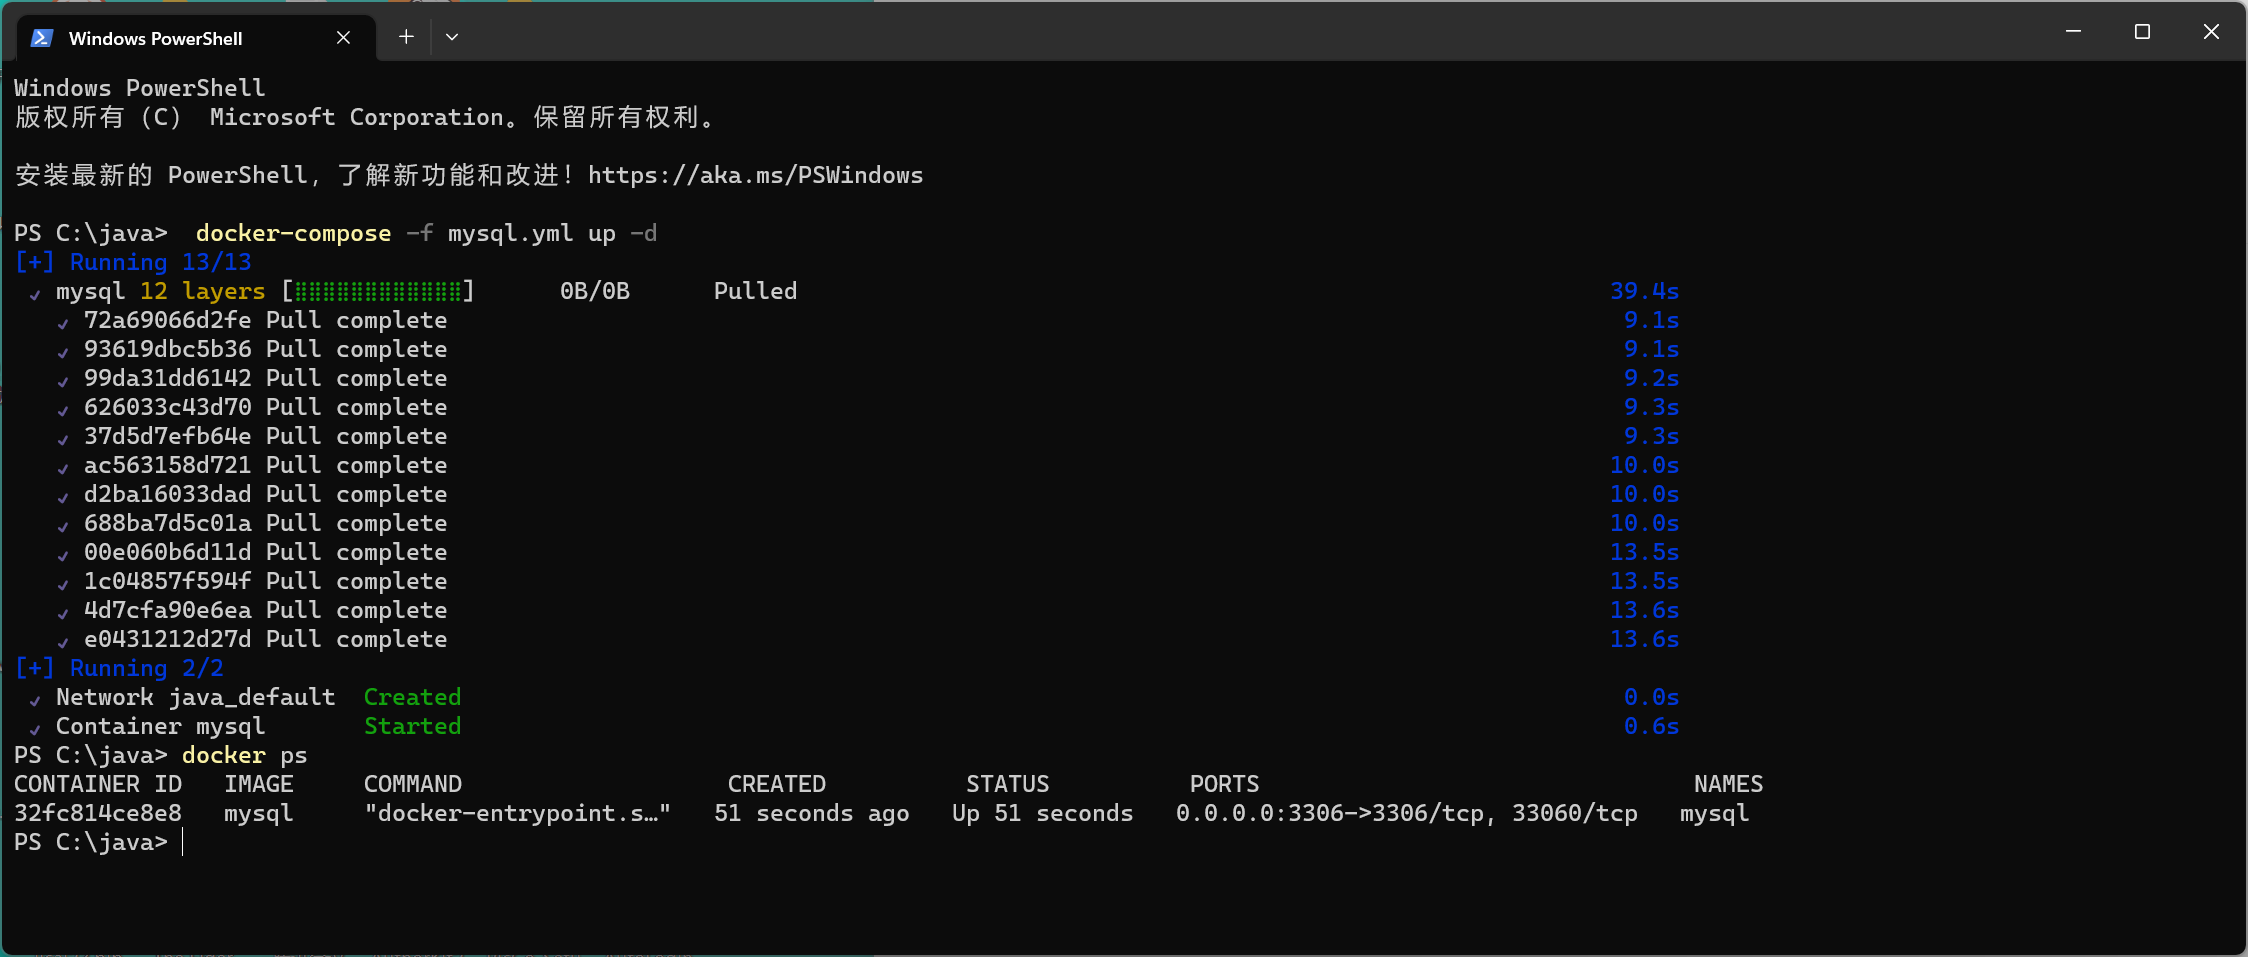 Windows PowerShell
Windows PowerShell
版权所有（C） Microsoft Corporation。保留所有权利。
安装最新的 PowerShell，了解新功能和改进！https://aka.ms/PSWindows
PS C:\java>  docker-compose -f mysql.yml up -d
[+] Running 13/13
✓ mysql 12 layers [⣿⣿⣿⣿⣿⣿⣿⣿⣿⣿⣿⣿]      0B/0B      Pulled 39.4s
✓ 72a69066d2fe Pull complete 9.1s
✓ 93619dbc5b36 Pull complete 9.1s
✓ 99da31dd6142 Pull complete 9.2s
✓ 626033c43d70 Pull complete 9.3s
✓ 37d5d7efb64e Pull complete 9.3s
✓ ac563158d721 Pull complete 10.0s
✓ d2ba16033dad Pull complete 10.0s
✓ 688ba7d5c01a Pull complete 10.0s
✓ 00e060b6d11d Pull complete 13.5s
✓ 1c04857f594f Pull complete 13.5s
✓ 4d7cfa90e6ea Pull complete 13.6s
✓ e0431212d27d Pull complete 13.6s
[+] Running 2/2
✓ Network java_default  Created 0.0s
✓ Container mysql       Started 0.6s
PS C:\java> docker ps
CONTAINER ID   IMAGE     COMMAND                   CREATED          STATUS          PORTS                               NAMES
32fc814ce8e8   mysql     "docker-entrypoint.s…"   51 seconds ago   Up 51 seconds   0.0.0.0:3306->3306/tcp, 33060/tcp   mysql
PS C:\java>